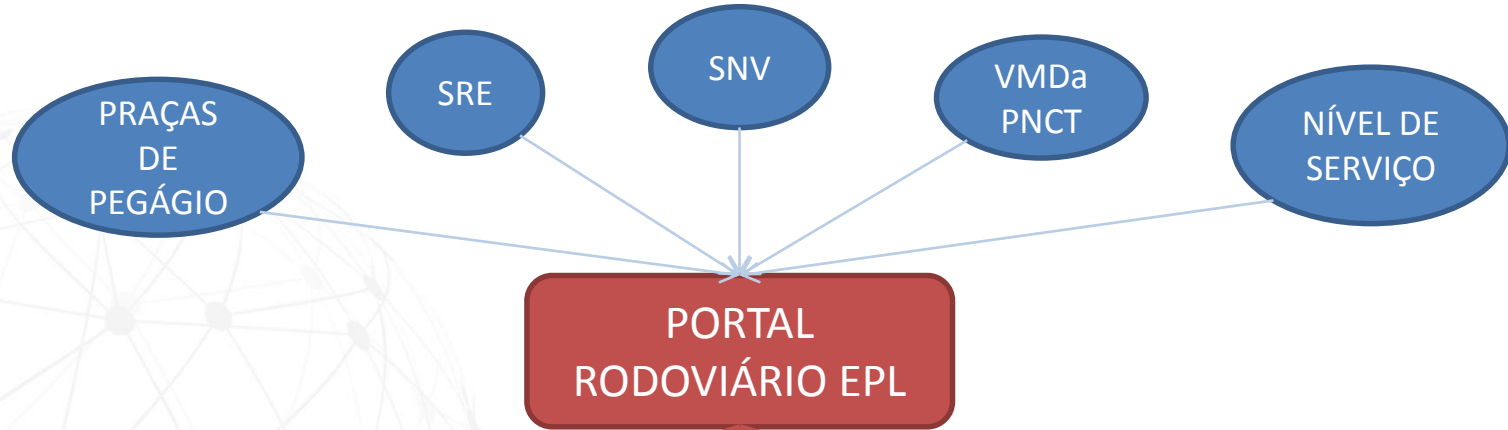 PRAÇAS
DE
PEGÁGIO
SRE
SNV
VMDa
PNCT
NÍVEL DE
SERVIÇO
PORTAL
RODOVIÁRIO EPL